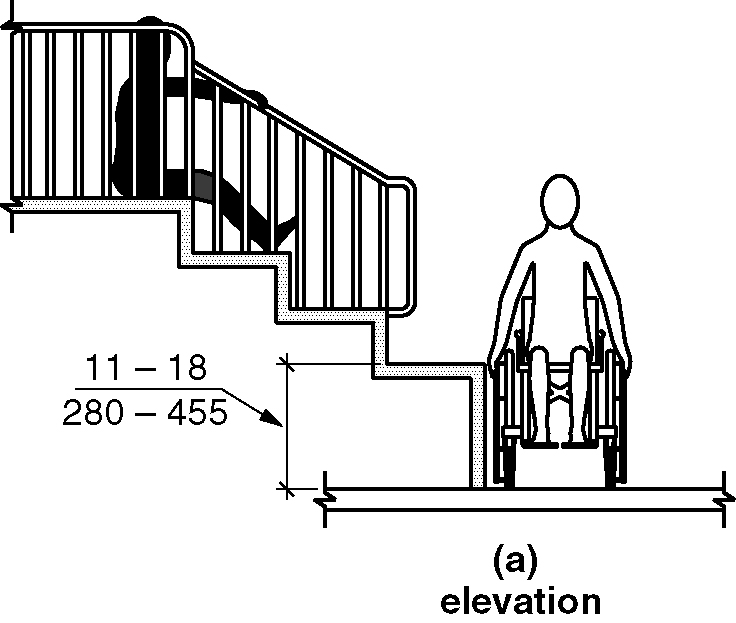 11 – 18
280 – 455
(a)
elevation